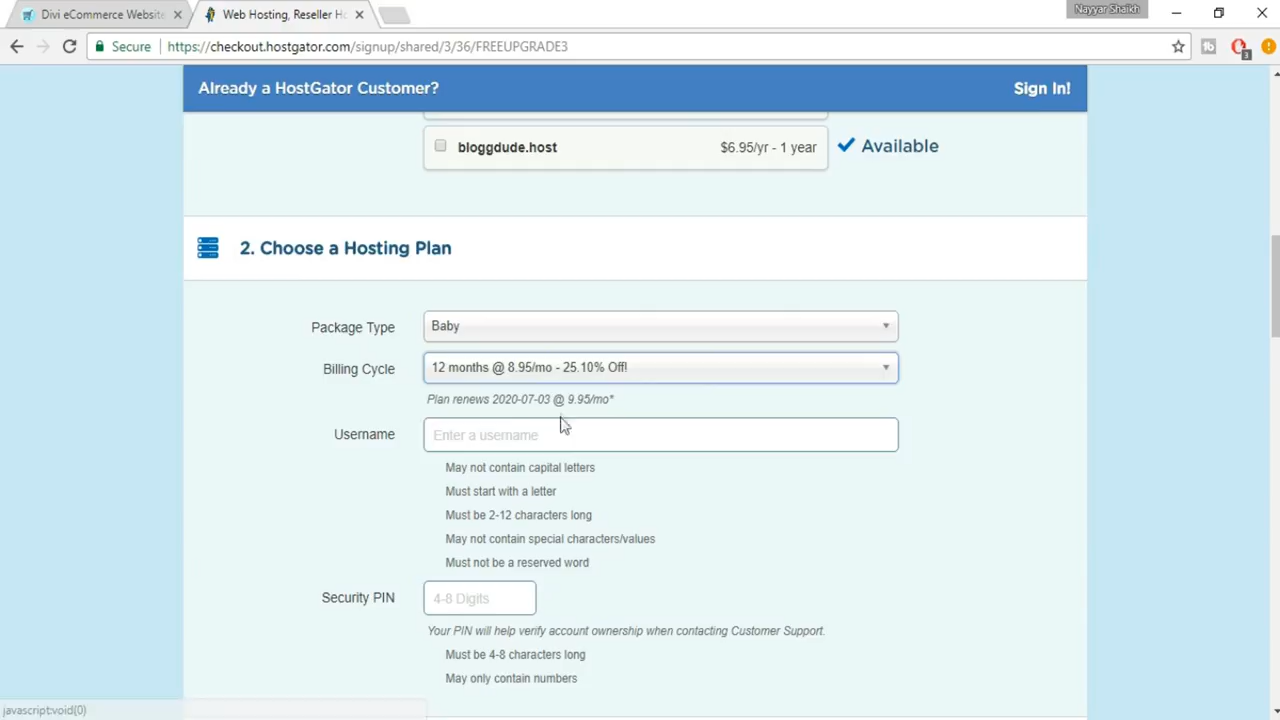 Divi eCommerce Website
Web Hosting, Reseller Ho
Nayyar Shaikh
Secure
https://checkout.hostgator.com/signup/shared/3/36/FREEUPGRADE3
3
Already a HostGator Customer?
Sign In!
bloggdude.host
$6.95/yr - 1 year
Available
2. Choose a Hosting Plan
Package Type
Baby
Billing Cycle
12 months @ 8.95/mo - 25.10% Off!
Plan renews 2020-07-03 @ 9.95/mo*
Username
Enter a username
May not contain capital letters
Must start with a letter
Must be 2-12 characters long
May not contain special characters/values
Must not be a reserved word
Security PIN
4-8 Digits
Your PIN will help verify account ownership when contacting Customer Support.
Must be 4-8 characters long
May only contain numbers
javascript:void(0)